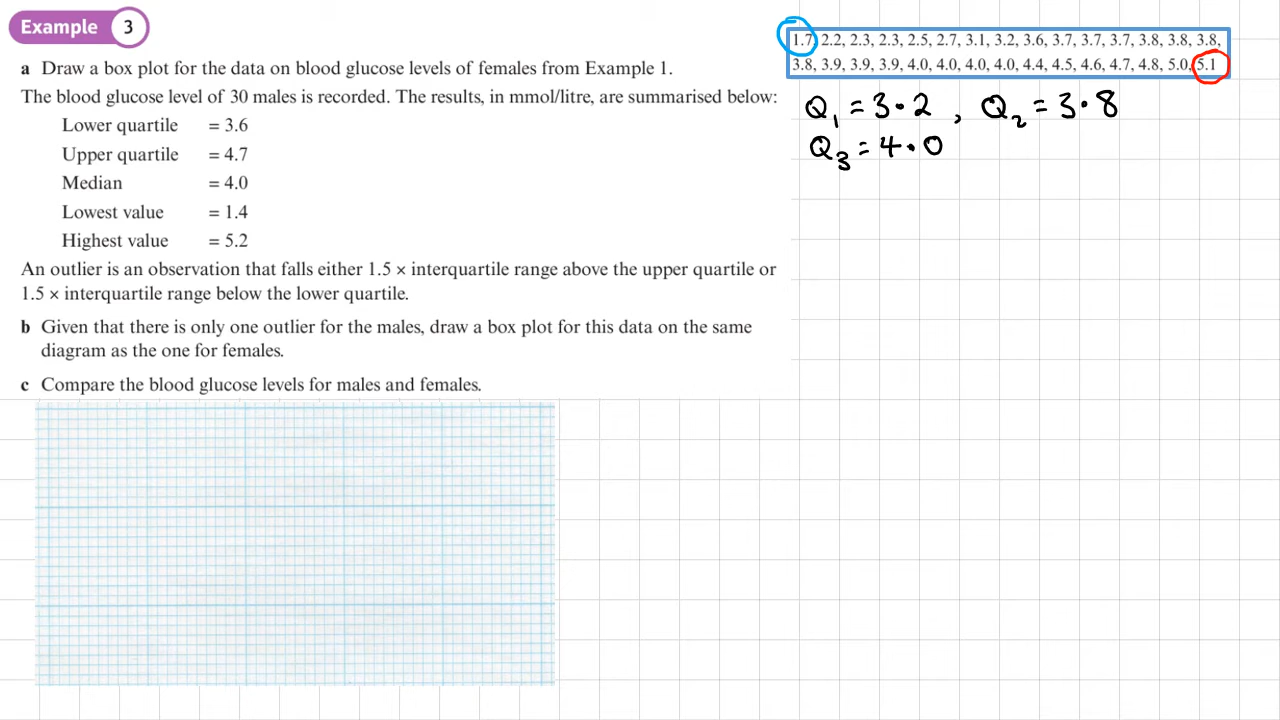 Example 3
a Draw a box plot for the data on blood glucose levels of females from Example 1.
The blood glucose level of 30 males is recorded. The results, in mmol/litre, are summarised below:
Lower quartile = 3.6
Upper quartile = 4.7
Median = 4.0
Lowest value = 1.4
Highest value = 5.2
An outlier is an observation that falls either 1.5 × interquartile range above the upper quartile or
1.5 × interquartile range below the lower quartile.
b Given that there is only one outlier for the males, draw a box plot for this data on the same
diagram as the one for females.
c Compare the blood glucose levels for males and females.
1.7, 2.2, 2.3, 2.3, 2.5, 2.7, 3.1, 3.2, 3.6, 3.7, 3.7, 3.7, 3.8, 3.8, 3.8,
3.8, 3.9, 3.9, 3.9, 4.0, 4.0, 4.0, 4.0, 4.4, 4.5, 4.6, 4.7, 4.8, 5.0, 5.1
Q₁ = 3·2 , Q₂ = 3·8
Q₃ = 4·0